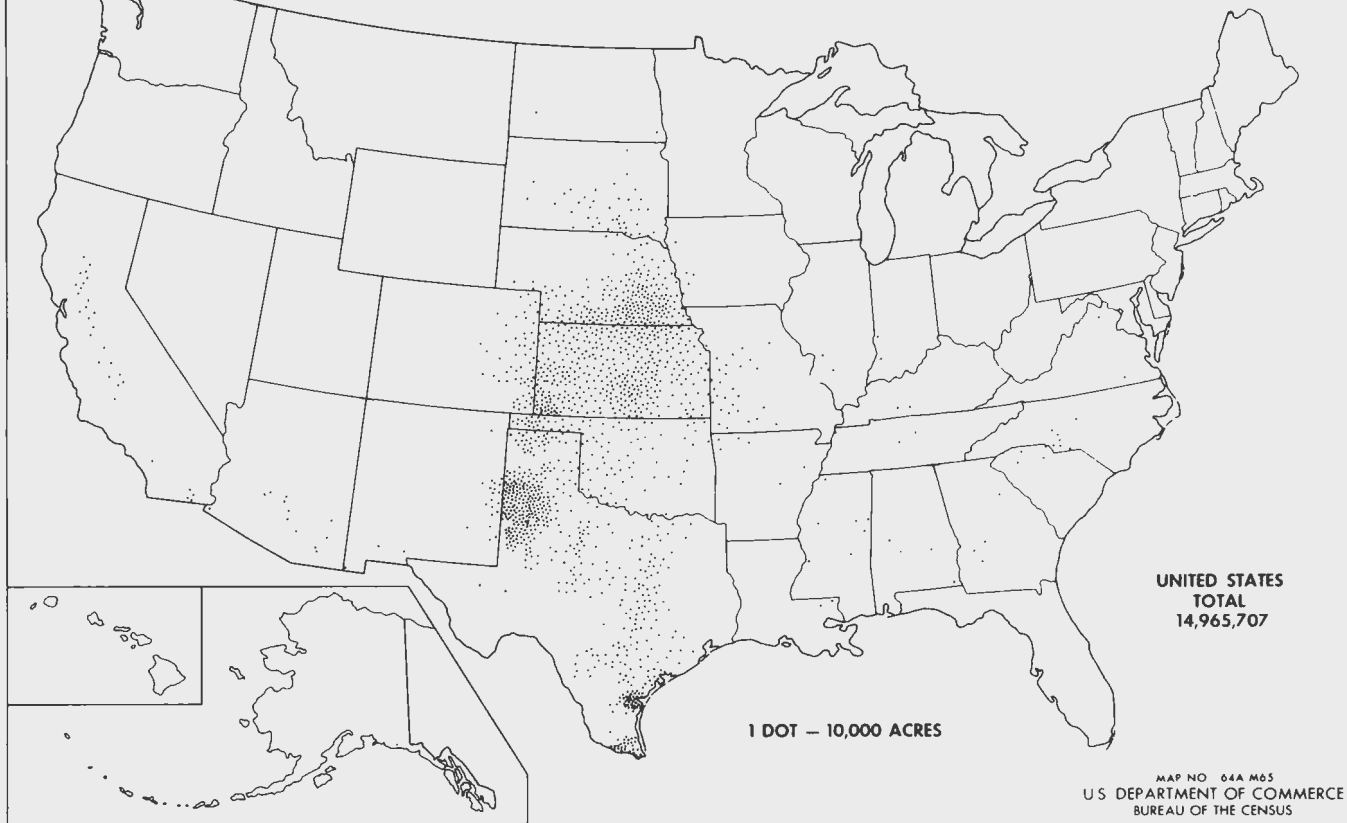 UNITED STATES
TOTAL
14,965,707
1 DOT — 10,000 ACRES
MAP NO 64A M65
U S DEPARTMENT OF COMMERCE
BUREAU OF THE CENSUS